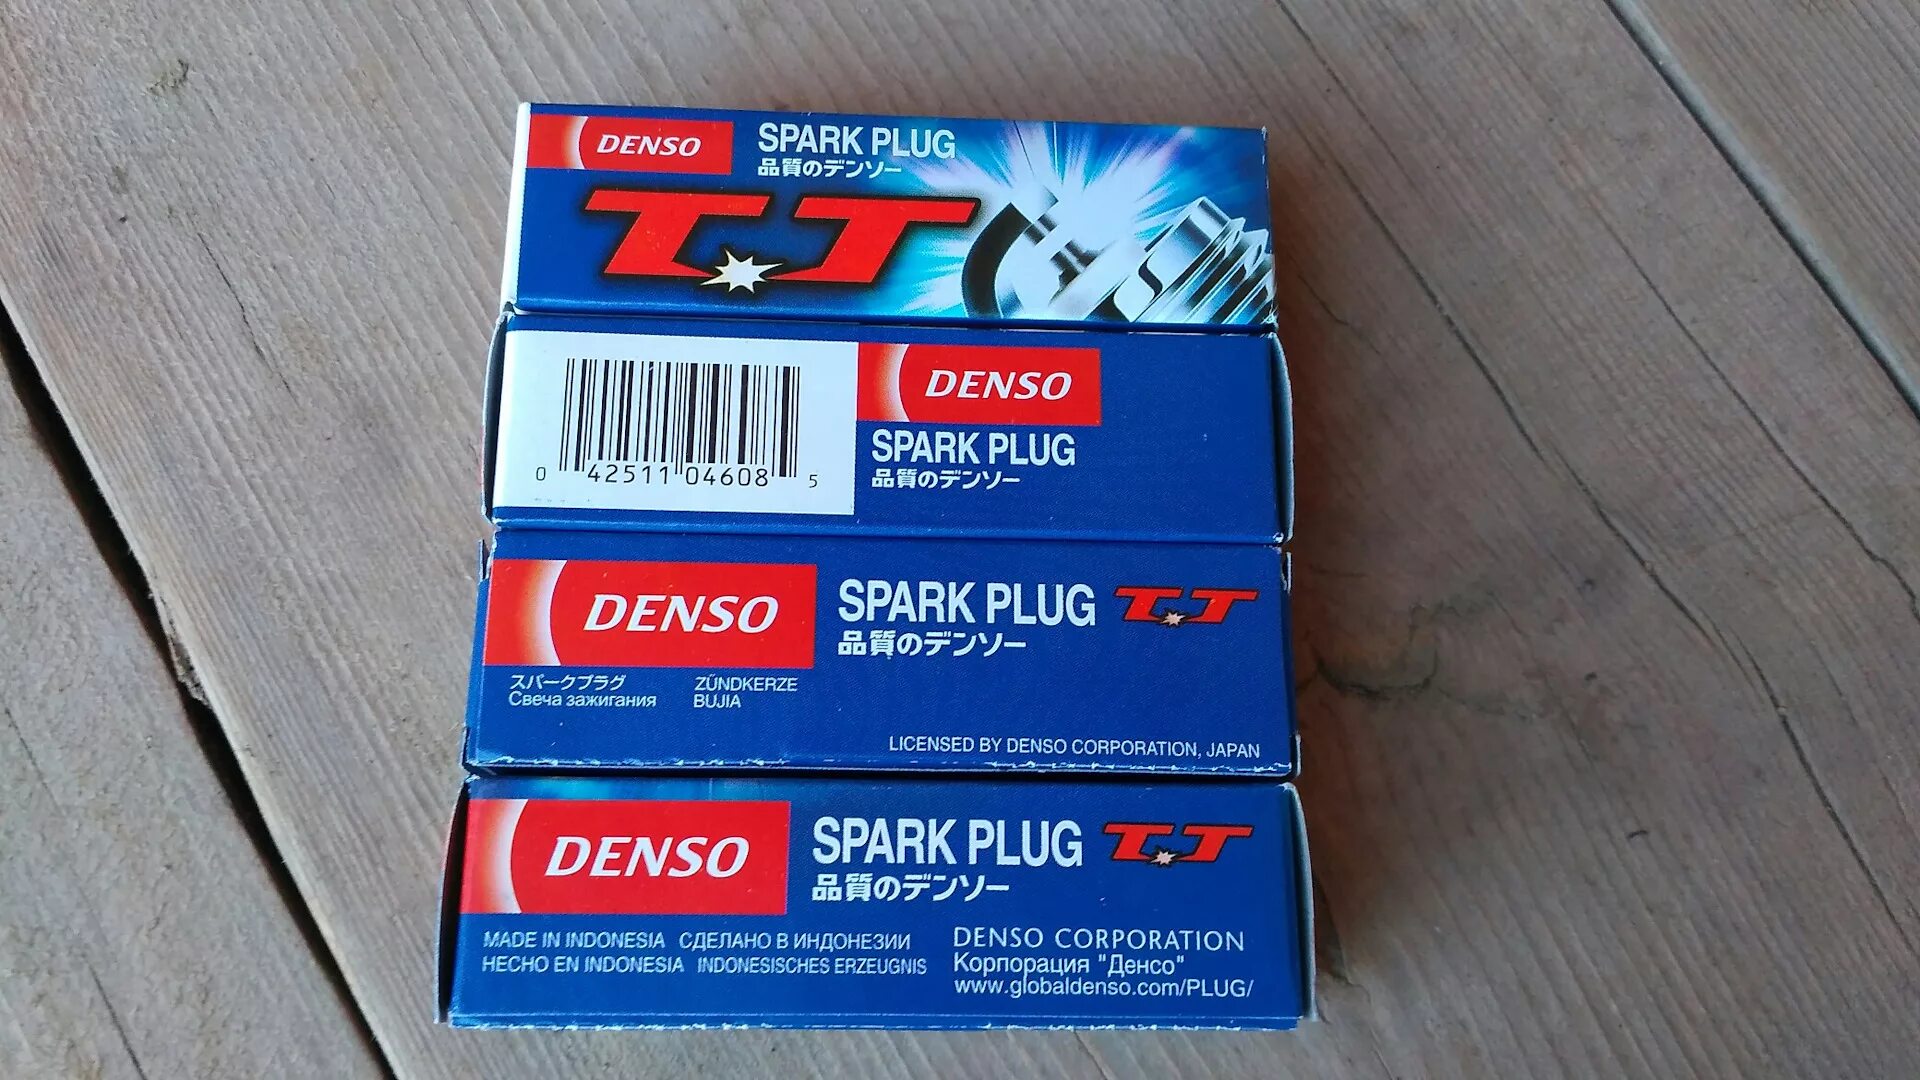 DENSO SPARK PLUG
品質のデンソー
TT
DENSO
SPARK PLUG
品質のデンソー
0 42511 04608 5
DENSO SPARK PLUG TT
品質のデンソー
スパークプラグ ZÜNDKERZE
Свеча зажигания BUJIA
LICENSED BY DENSO CORPORATION, JAPAN
DENSO SPARK PLUG TT
品質のデンソー
MADE IN INDONESIA СДЕЛАНО В ИНДОНЕЗИИ
HECHO EN INDONESIA INDONESISCHES ERZEUGNIS
DENSO CORPORATION
Корпорация "Денсо"
www.globaldenso.com/PLUG/